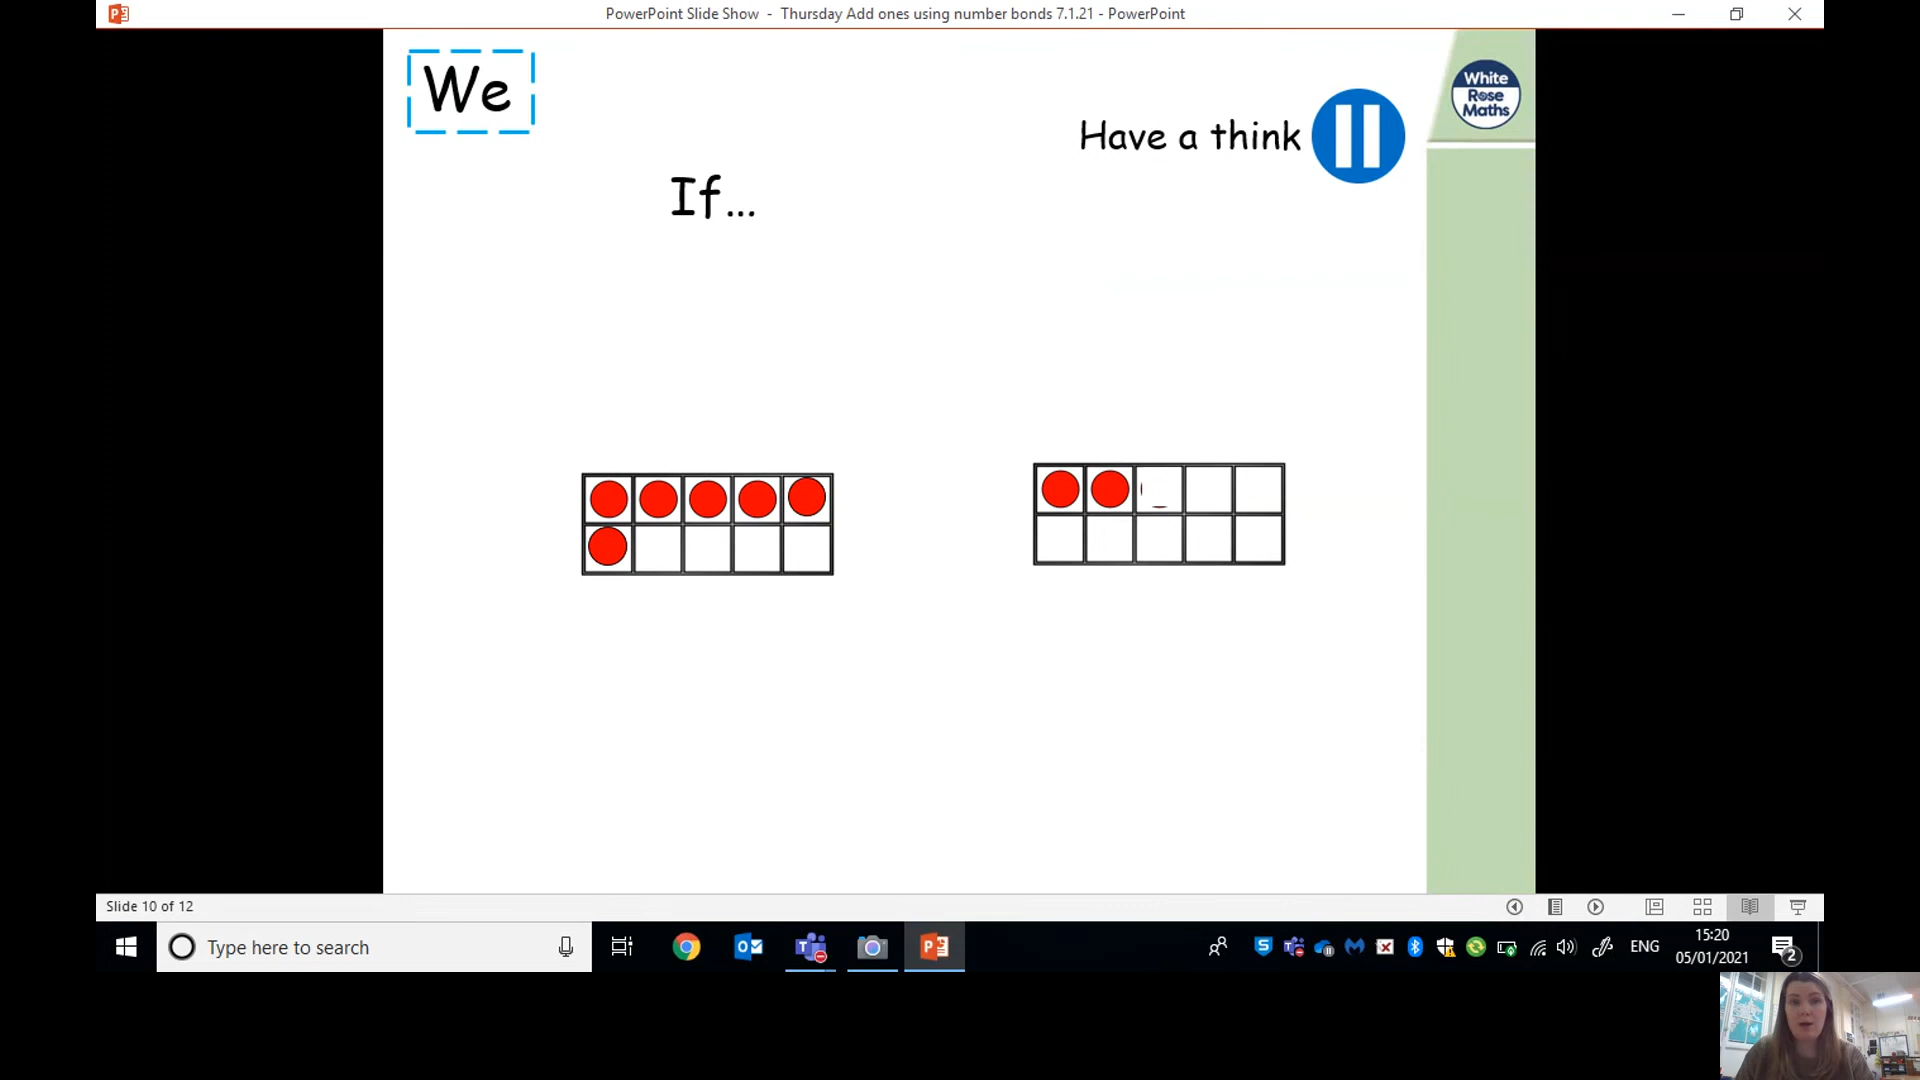 PowerPoint Slide Show - Thursday Add ones using number bonds 7.1.21 - PowerPoint
We
White
Rose
Maths
Have a think
If...
Slide 10 of 12
Type here to search
ENG
15:20
05/01/2021
2